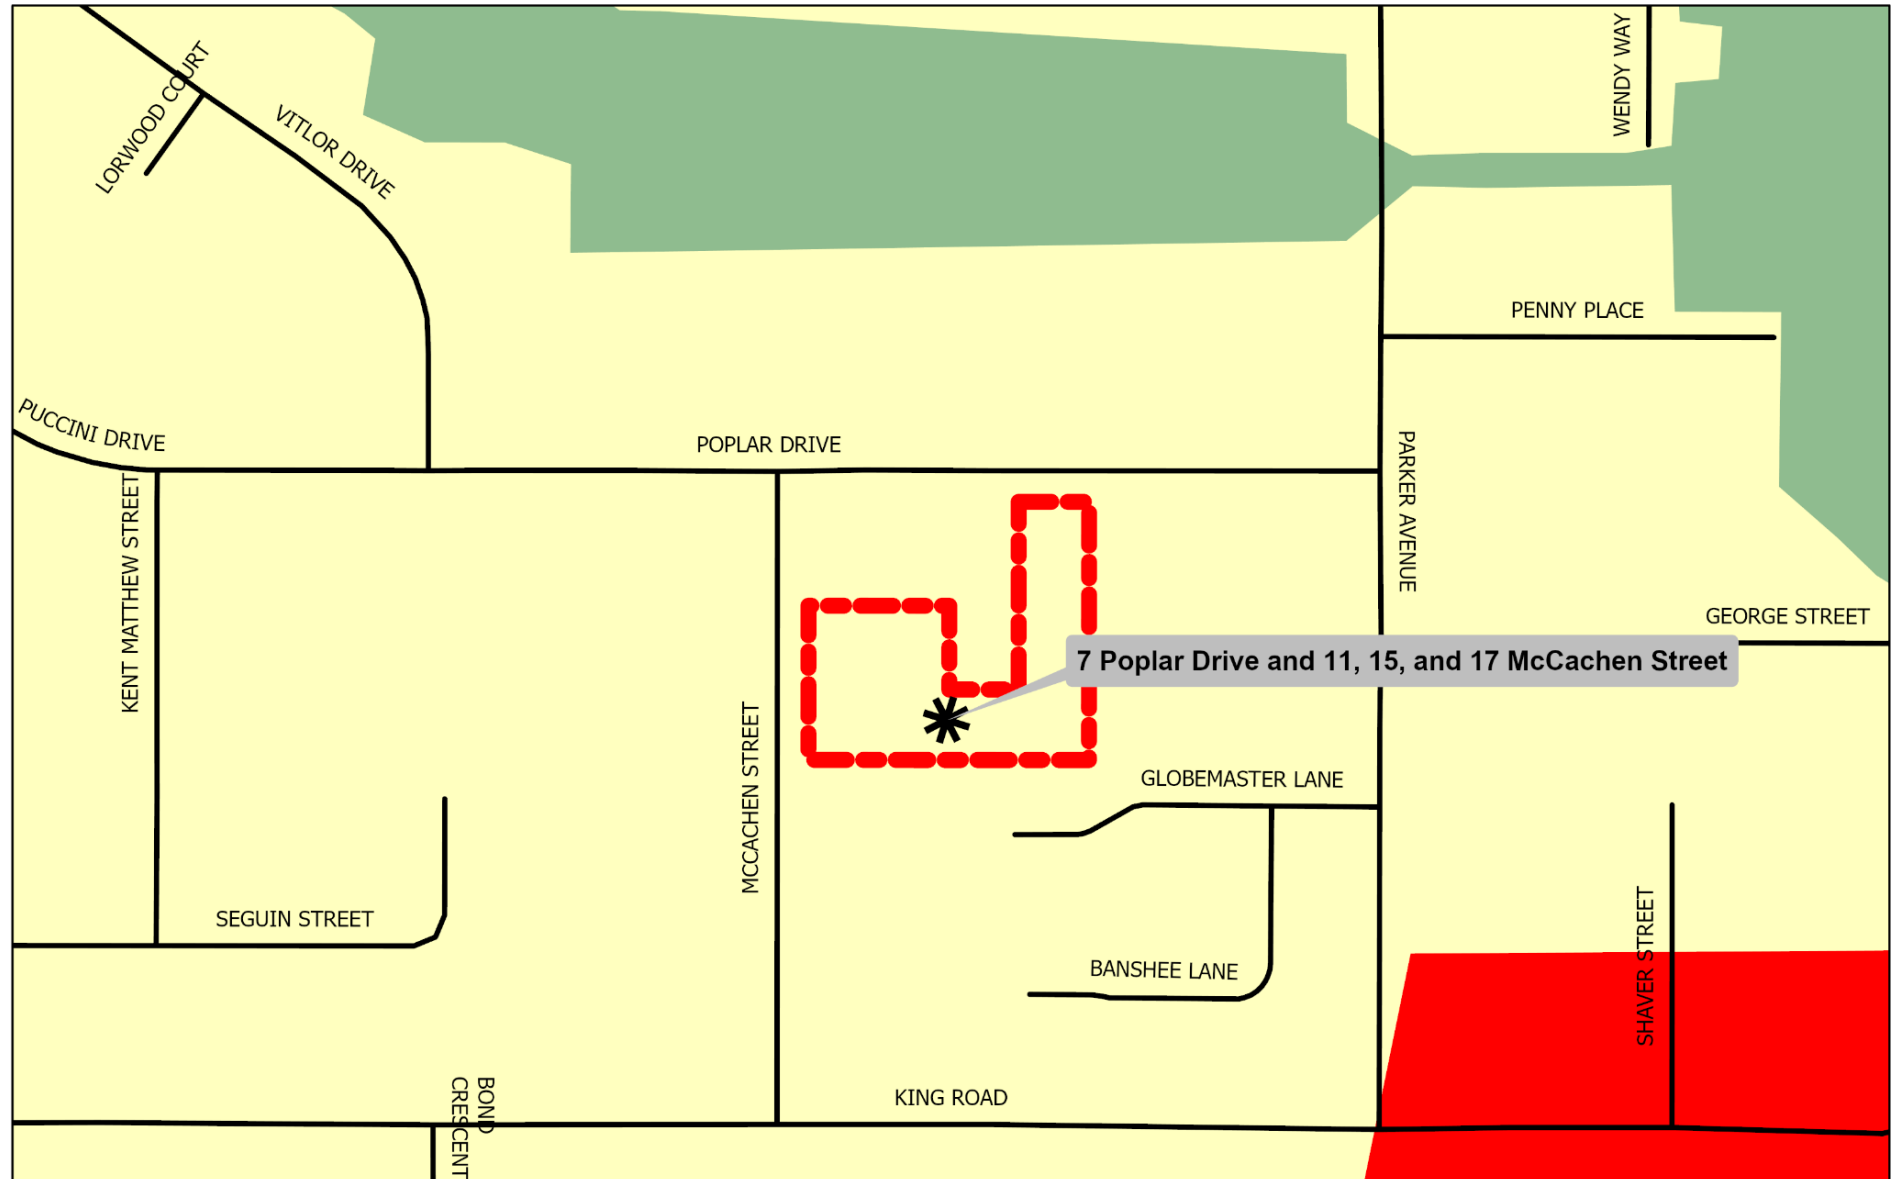 LORWOOD COURT
VITLOR DRIVE
WENDY WAY
PENNY PLACE
PUCCINI DRIVE
POPLAR DRIVE
PARKER AVENUE
KENT MATTHEW STREET
GEORGE STREET
7 Poplar Drive and 11, 15, and 17 McCachen Street
MCCACHEN STREET
GLOBEMASTER LANE
SEGUIN STREET
BANSHEE LANE
SHAVER STREET
BOND
CRESCENT
KING ROAD